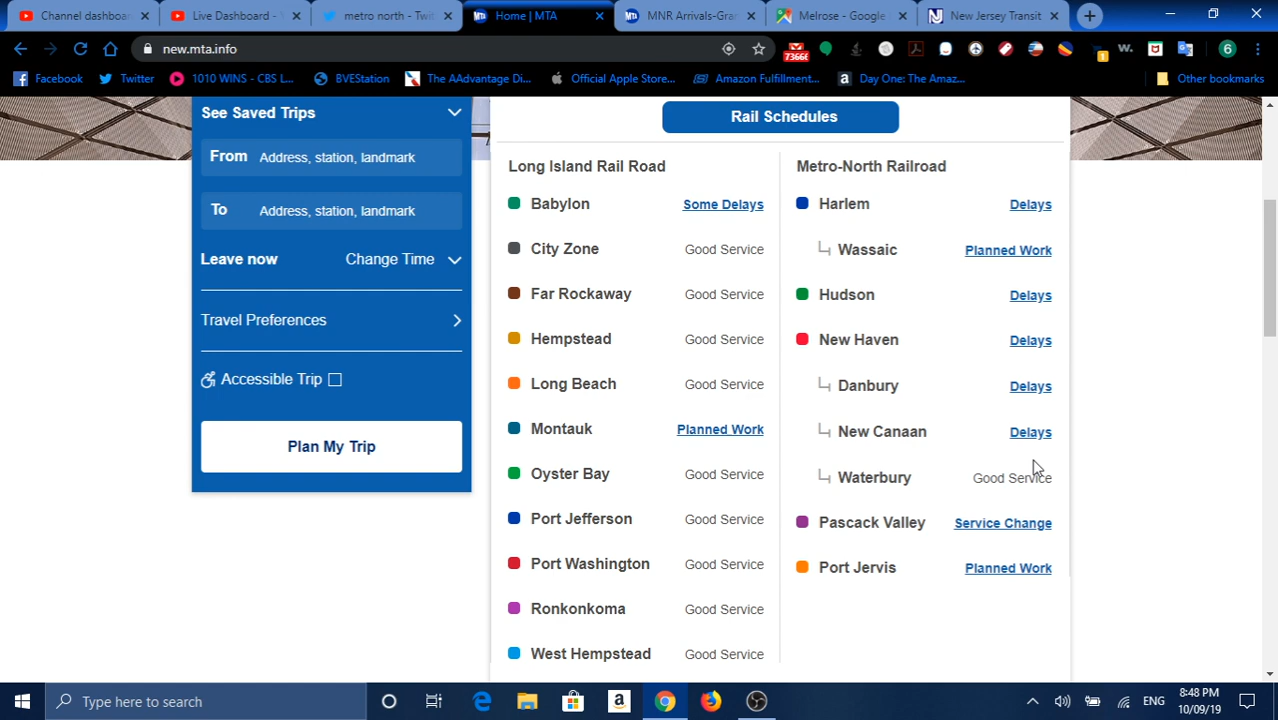 Channel dashboar
Live Dashboard - Y
metro north - Twitt
Home | MTA
MNR Arrivals-Gran
Melrose - Google
New Jersey Transit
new.mta.info
73666
6
Facebook
Twitter
1010 WINS - CBS L...
BVEStation
The AAdvantage Di...
Official Apple Store...
Amazon Fulfillment...
Day One: The Amaz...
Other bookmarks
See Saved Trips
From Address, station, landmark
To Address, station, landmark
Leave now Change Time
Travel Preferences
Accessible Trip
Plan My Trip
Rail Schedules
Long Island Rail Road
Babylon Some Delays
City Zone Good Service
Far Rockaway Good Service
Hempstead Good Service
Long Beach Good Service
Montauk Planned Work
Oyster Bay Good Service
Port Jefferson Good Service
Port Washington Good Service
Ronkonkoma Good Service
West Hempstead Good Service
Metro-North Railroad
Harlem Delays
Wassaic Planned Work
Hudson Delays
New Haven Delays
Danbury Delays
New Canaan Delays
Waterbury Good Service
Pascack Valley Service Change
Port Jervis Planned Work
Type here to search
ENG
8:48 PM
10/09/19